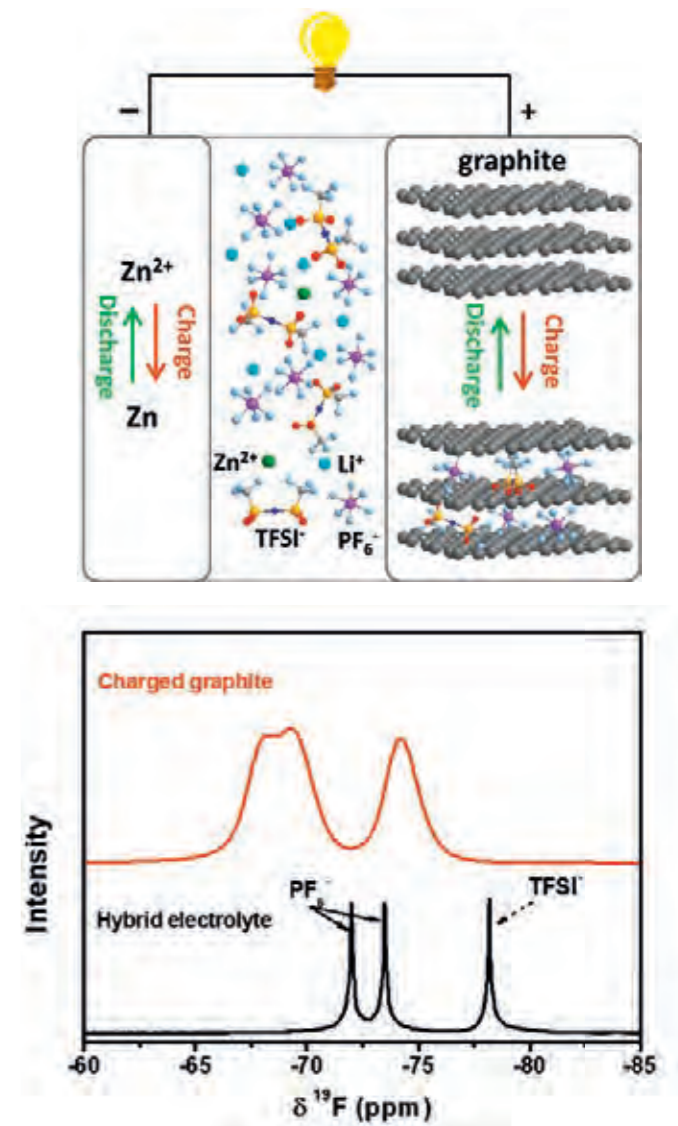 − +
graphite
Zn²⁺
Discharge Charge
Zn
Discharge Charge
Zn²⁺ Li⁺
TFSI⁻ PF₆⁻
Charged graphite
Hybrid electrolyte
PF₆⁻
TFSI⁻
Intensity
-60 -65 -70 -75 -80 -85
δ ¹⁹F (ppm)